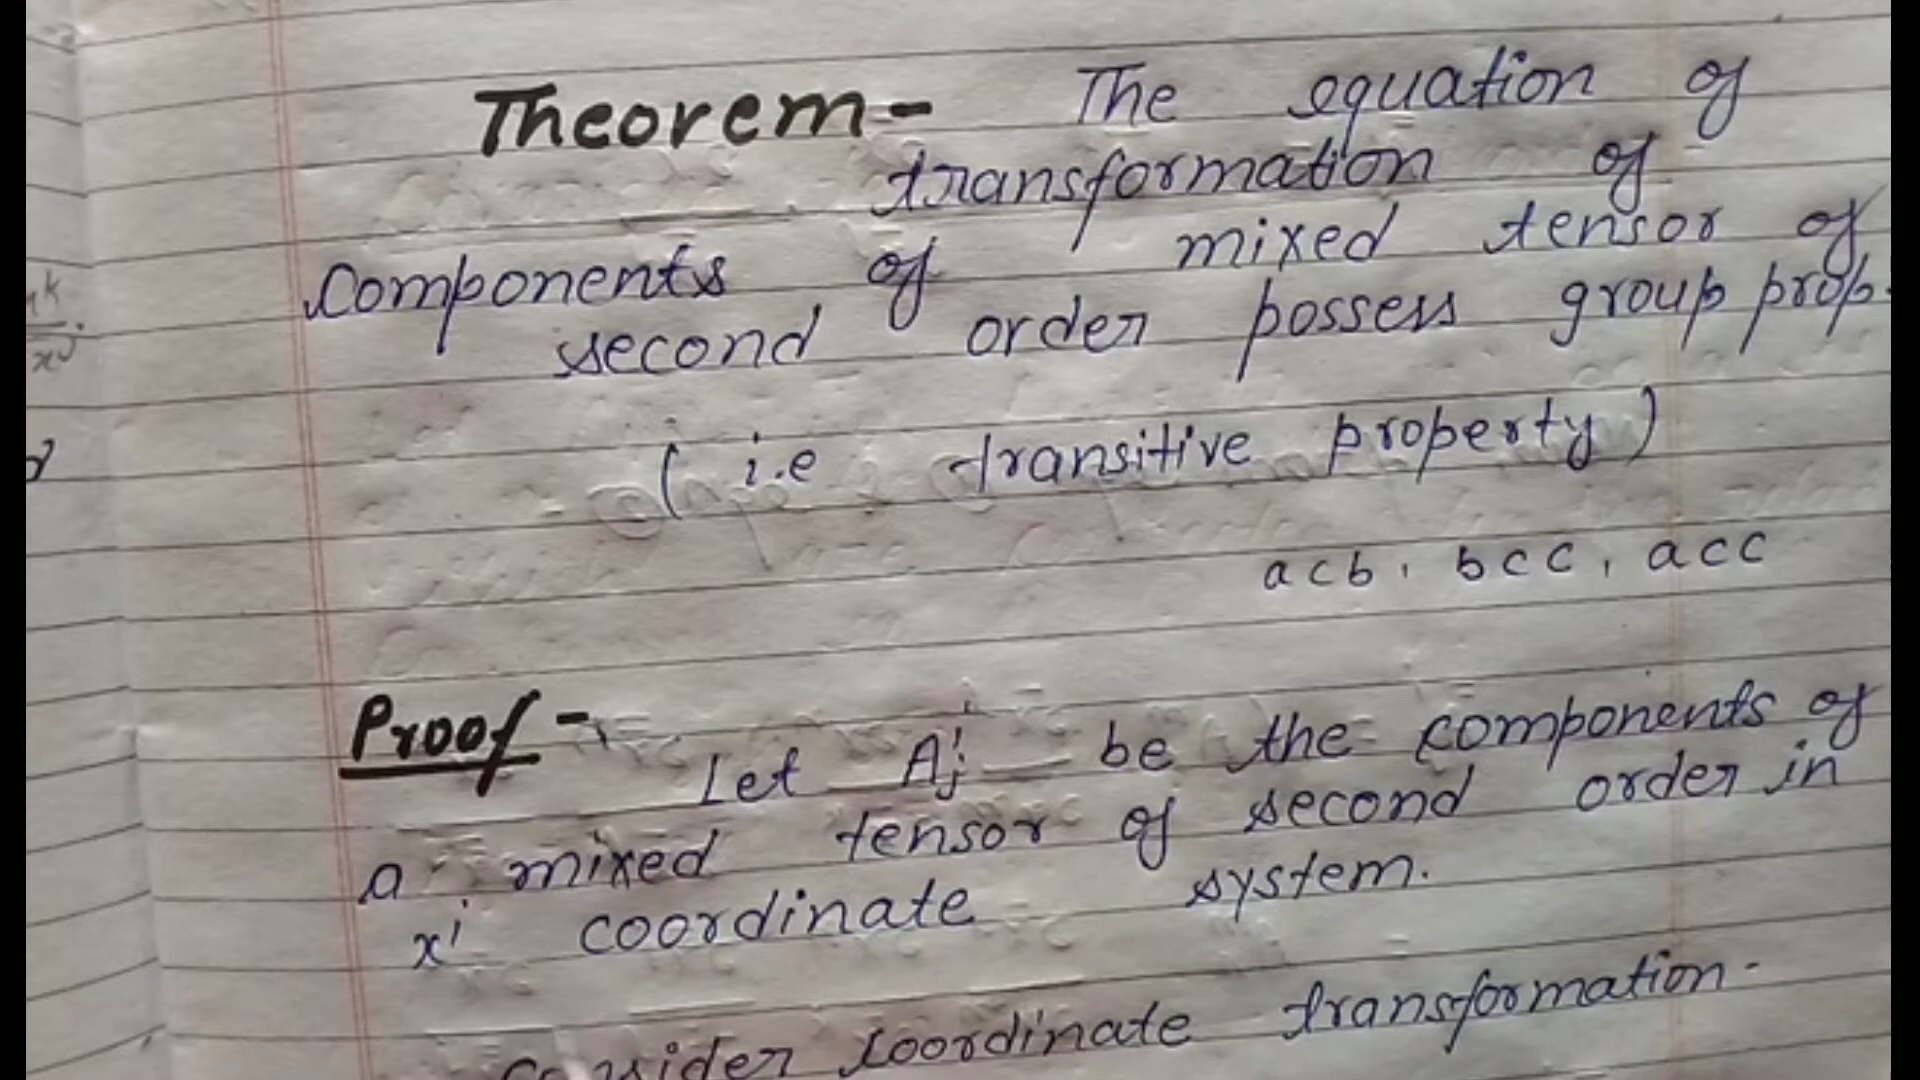 Theorem- The equation of
transformation of
components of mixed tensor of
second order possess group prop.
( i.e transitive property)
acb, bcc, acc
Proof-
Let A^i_j be the components of
a mixed tensor of second order in
x^i coordinate system.
Consider coordinate transformation.